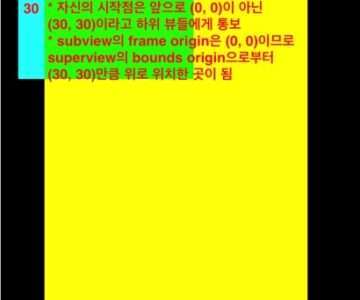 30 * 자신의 시작점은 앞으로 (0, 0)이 아닌
(30, 30)이라고 하위 뷰들에게 통보
* subview의 frame origin은 (0, 0)이므로
superview의 bounds origin으로부터
(30, 30)만큼 위로 위치한 곳이 됨